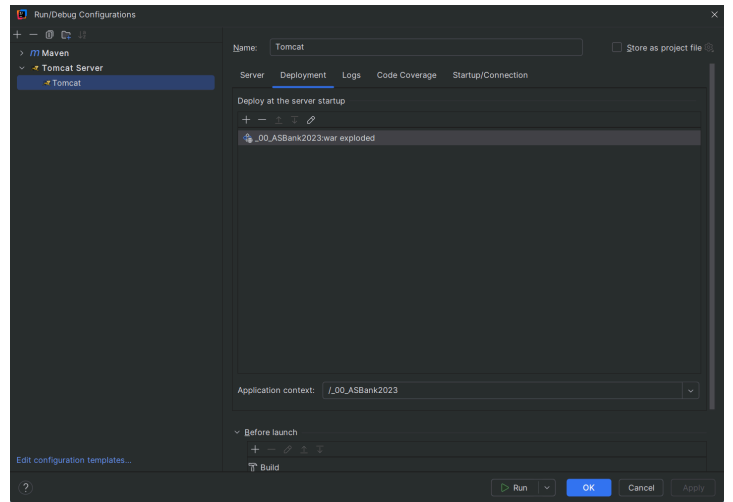 Run/Debug Configurations
Maven
Tomcat Server
Tomcat
Edit configuration templates...
Name: Tomcat
Store as project file
Server Deployment Logs Code Coverage Startup/Connection
Deploy at the server startup
_00_ASBank2023:war exploded
Application context: /_00_ASBank2023
Before launch
Build
? Run OK Cancel Apply